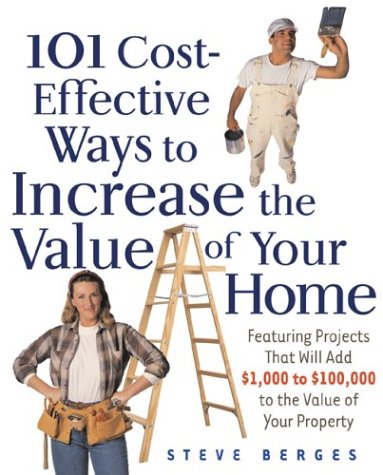 101 Cost-
Effective
Ways to
Increase the
Value of Your
Home
Featuring Projects
That Will Add
$1,000 to $100,000
to the Value of
Your Property
STEVE BERGES